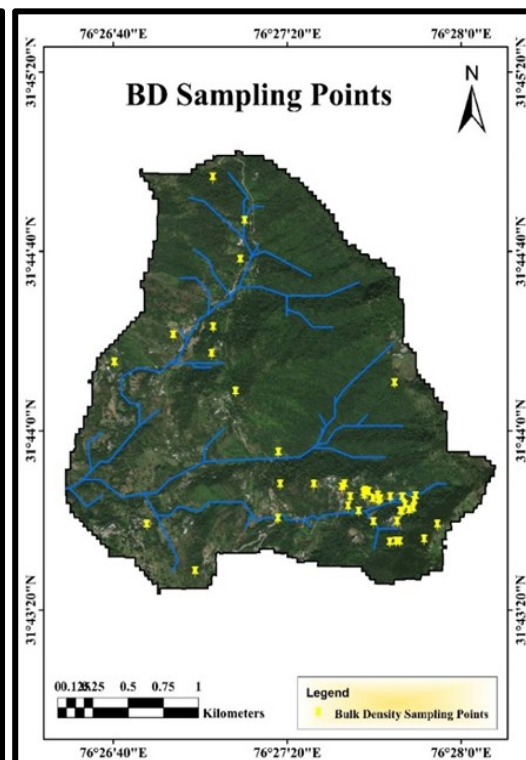 76°26'40"E 76°27'20"E 76°28'0"E
31°45'20"N 31°45'20"N
N
BD Sampling Points
31°44'40"N 31°44'40"N
31°44'0"N 31°44'0"N
31°43'20"N 31°43'20"N
0 0.125 0.25 0.5 0.75 1
Kilometers
Legend
Bulk Density Sampling Points
76°26'40"E 76°27'20"E 76°28'0"E